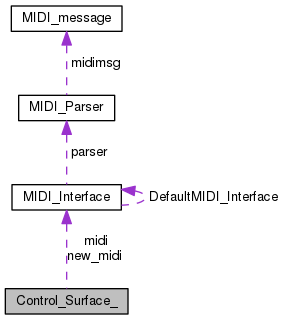 MIDI_message
midimsg
MIDI_Parser
parser
MIDI_Interface
DefaultMIDI_Interface
midi
new_midi
Control_Surface_